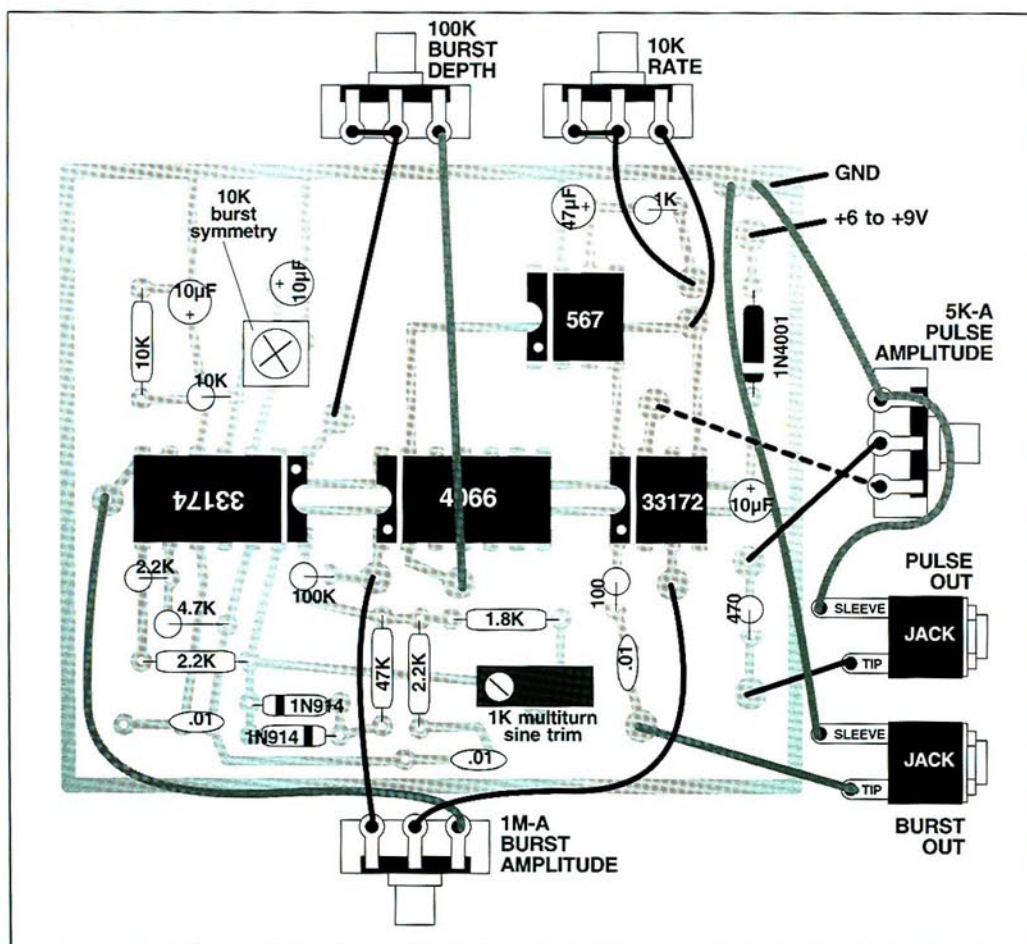 100K
BURST
DEPTH
10K
RATE
GND
+6 to +9V
10K
burst
symmetry
47µF
+
1K
10µF
+
10µF
+
10K
10K
567
1N4001
5K-A
PULSE
AMPLITUDE
33174
4066
33172
+
10µF
2.2K
100K
100
4.7K
1.8K
470
2.2K
47K
2.2K
.01
PULSE
OUT
SLEEVE
JACK
TIP
1N914
.01
1N914
1K multiturn
sine trim
.01
SLEEVE
JACK
TIP
1M-A
BURST
AMPLITUDE
BURST
OUT